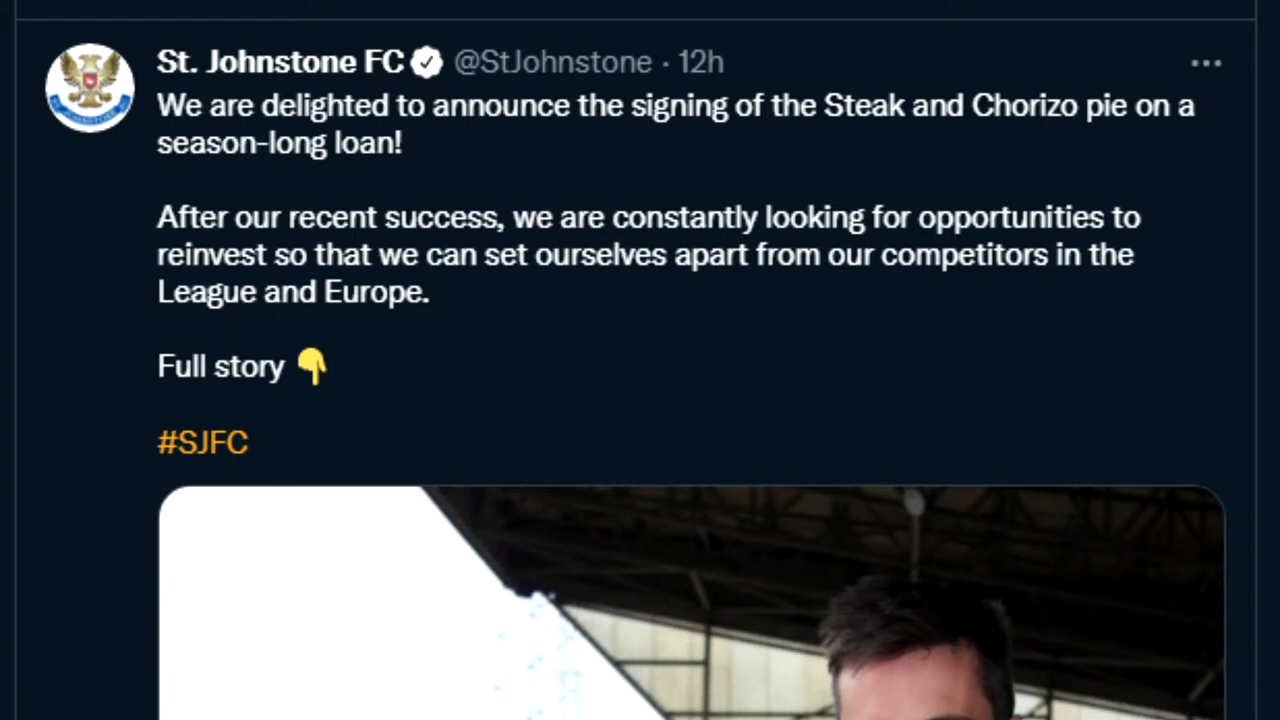 St. Johnstone FC @StJohnstone · 12h
We are delighted to announce the signing of the Steak and Chorizo pie on a
season-long loan!
After our recent success, we are constantly looking for opportunities to
reinvest so that we can set ourselves apart from our competitors in the
League and Europe.
Full story 👇
#SJFC